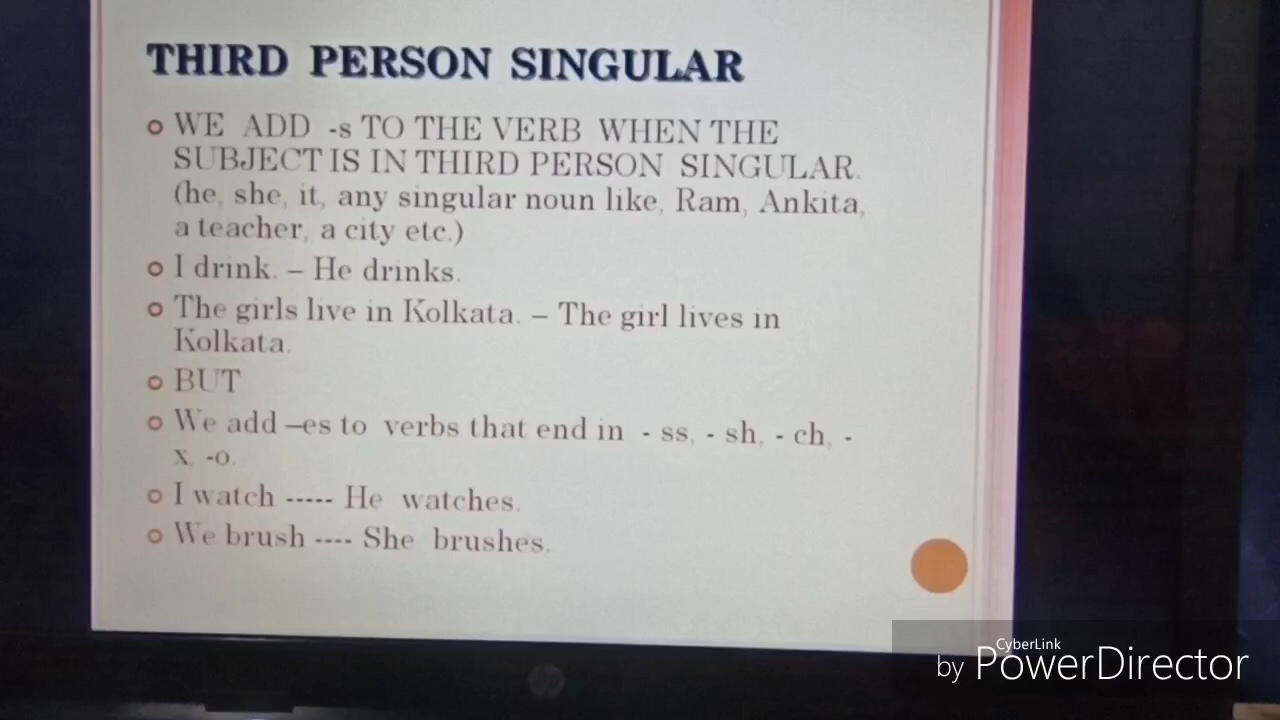 THIRD PERSON SINGULAR
WE ADD -s TO THE VERB WHEN THE
SUBJECT IS IN THIRD PERSON SINGULAR.
(he, she, it, any singular noun like, Ram, Ankita,
a teacher, a city etc.)
I drink. – He drinks.
The girls live in Kolkata. – The girl lives in
Kolkata.
BUT
We add –es to verbs that end in - ss, - sh, - ch, -
x, -o.
I watch ----- He watches.
We brush ---- She brushes.
CyberLink
by PowerDirector